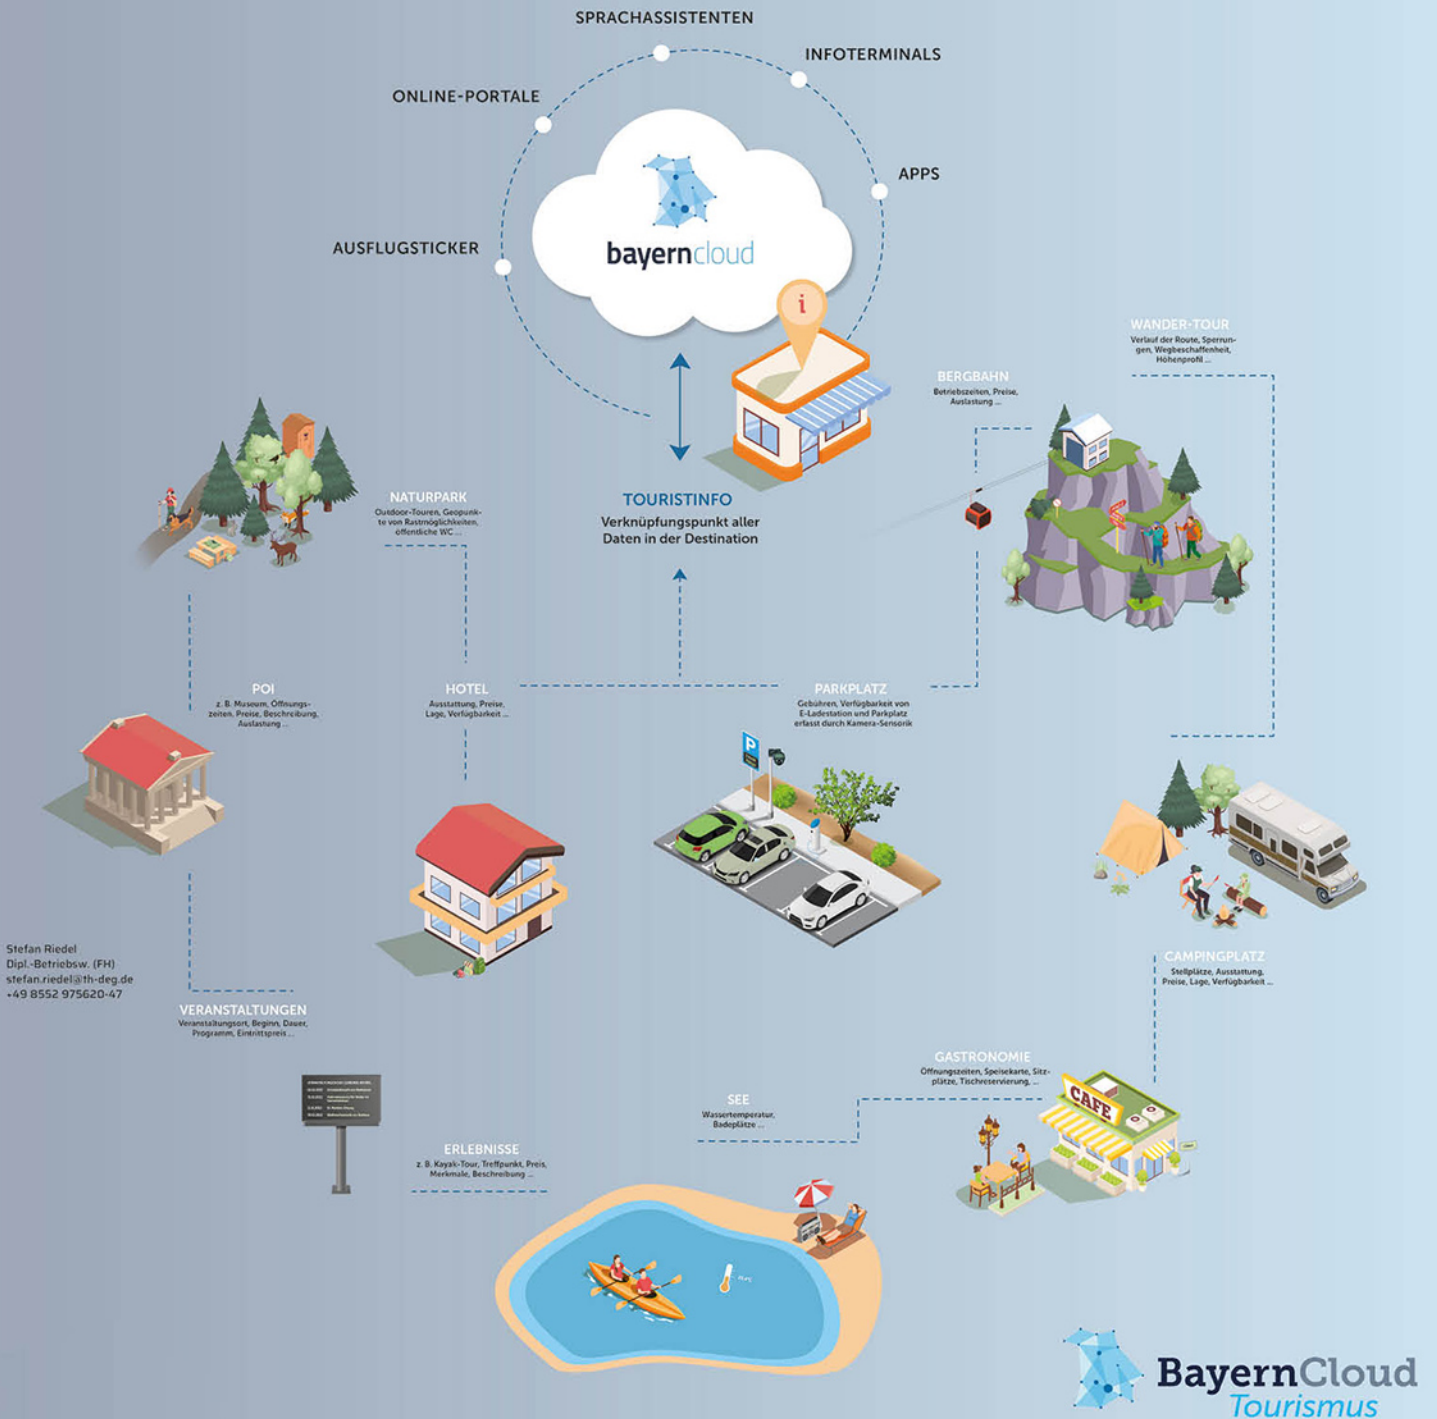 SPRACHASSISTENTEN
INFOTERMINALS
ONLINE-PORTALE
APPS
AUSFLUGSTICKER
bayerncloud
i
WANDER-TOUR
Verlauf der Route, Sperrun-
gen, Wegbeschaffenheit,
Höhenprofil ...
BERGBAHN
Betriebszeiten, Preise,
Auslastung ...
NATURPARK
Outdoor-Touren, Geopunk-
te von Rastmöglichkeiten,
öffentliche WC ...
TOURISTINFO
Verknüpfungspunkt aller
Daten in der Destination
POI
z. B. Museum, Öffnungs-
zeiten, Preise, Beschreibung,
Auslastung ...
HOTEL
Ausstattung, Preise,
Lage, Verfügbarkeit ...
PARKPLATZ
Gebühren, Verfügbarkeit von
E-Ladestation und Parkplatz
erfasst durch Kamera-Sensorik
P
Stefan Riedel
Dipl.-Betriebsw. (FH)
stefan.riedel@th-deg.de
+49 8552 975620-47
CAMPINGPLATZ
Stellplätze, Ausstattung,
Preise, Lage, Verfügbarkeit ...
VERANSTALTUNGEN
Veranstaltungsort, Beginn, Dauer,
Programm, Eintrittspreis ...
GASTRONOMIE
Öffnungszeiten, Speisekarte, Sitz-
plätze, Tischreservierung, ...
CAFE
SEE
Wassertemperatur,
Badeplätze ...
ERLEBNISSE
z. B. Kayak-Tour, Treffpunkt, Preis,
Merkmale, Beschreibung ...
BayernCloud
Tourismus